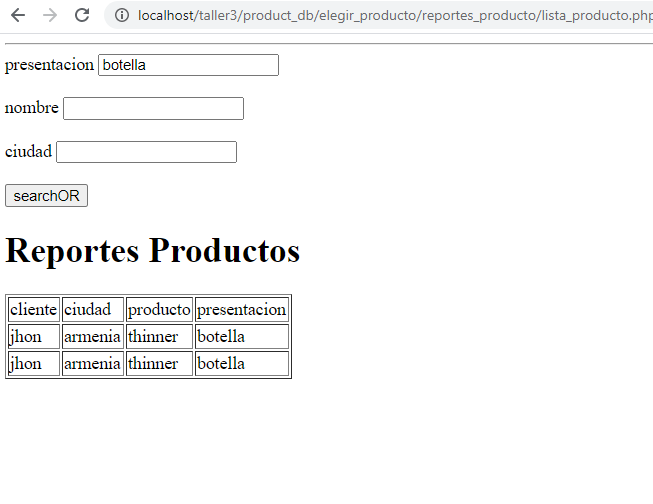 localhost/taller3/product_db/elegir_producto/reportes_producto/lista_producto.php
presentacion botella
nombre
ciudad
searchOR
Reportes Productos
cliente ciudad producto presentacion
jhon armenia thinner botella
jhon armenia thinner botella